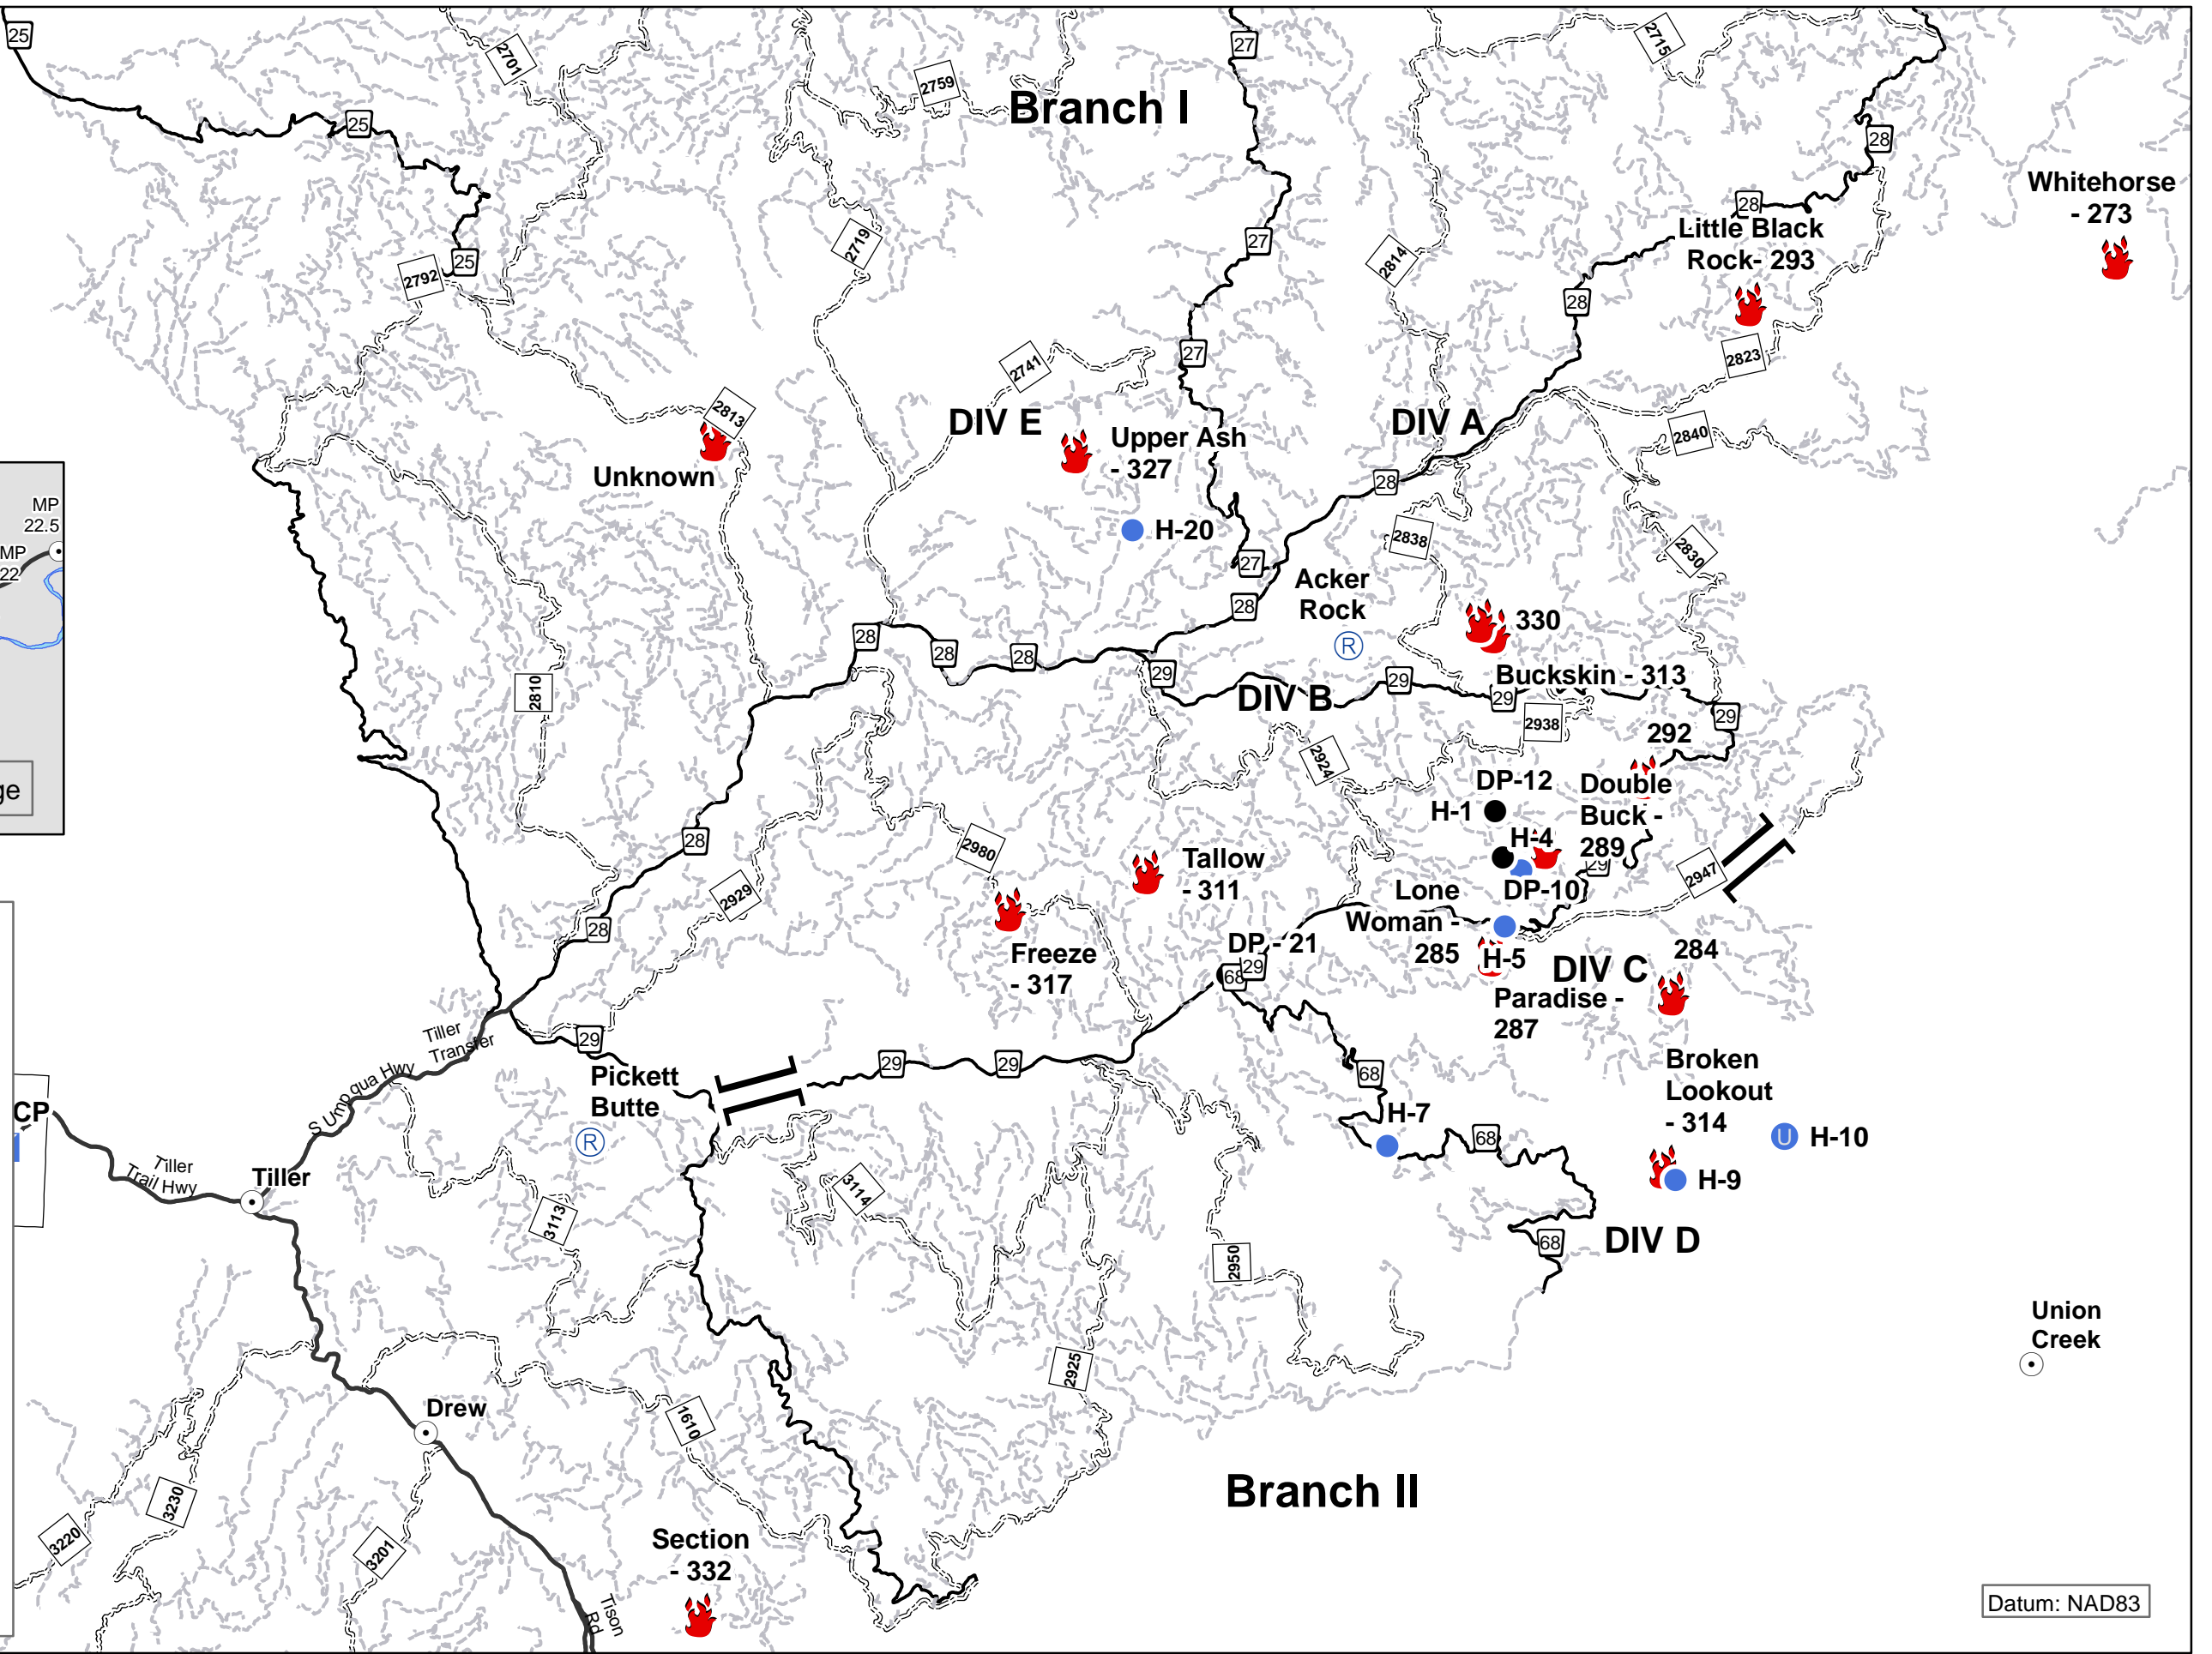 25
2701
2759
Branch I
27
2715
25
28
Whitehorse
- 273
28
Little Black
Rock- 293
2719
27
2814
25
2792
28
27
2823
2741
2813
DIV E
DIV A
Upper Ash
- 327
2840
Unknown
28
MP
22.5
MP
22
H-20
2838
2830
27
Acker
Rock
28
R
330
28
28
28
29
29
Buckskin - 313
DIV B
29
2810
2938
29
292
2924
DP-12
Double
Buck -
289
H-1
ge
28
H-4
2980
Tallow
- 311
29
2947
2929
Lone
Woman -
285
DP-10
28
Freeze
- 317
DP - 21
29
68
H-5
DIV C
284
Paradise -
287
Tiller
Transfer
29
S Umpqua Hwy
Pickett
Butte
29
29
68
Broken
Lookout
- 314
CP
H-7
R
68
U
H-10
Tiller
Trail Hwy
Tiller
H-9
3114
3113
68
DIV D
2950
Union
Creek
2925
Drew
1610
Branch II
3230
3220
3201
Section
- 332
Tison
Rd
Datum: NAD83